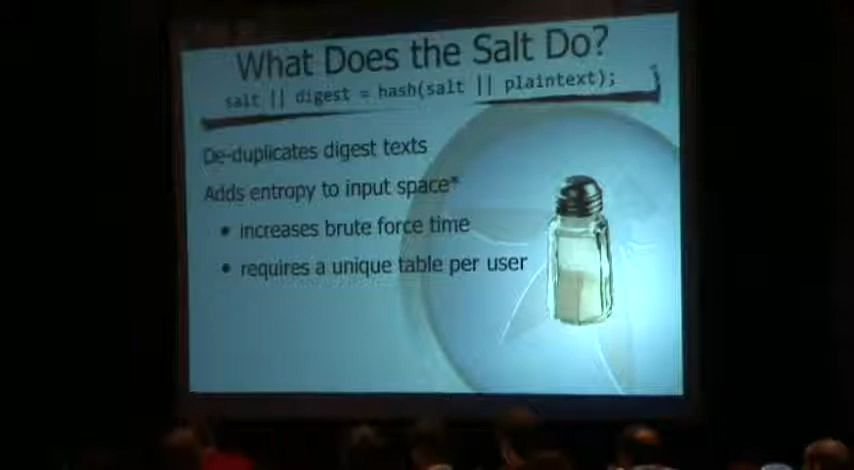 What Does the Salt Do?
salt || digest = hash(salt || plaintext);
De-duplicates digest texts
Adds entropy to input space*
• increases brute force time
• requires a unique table per user